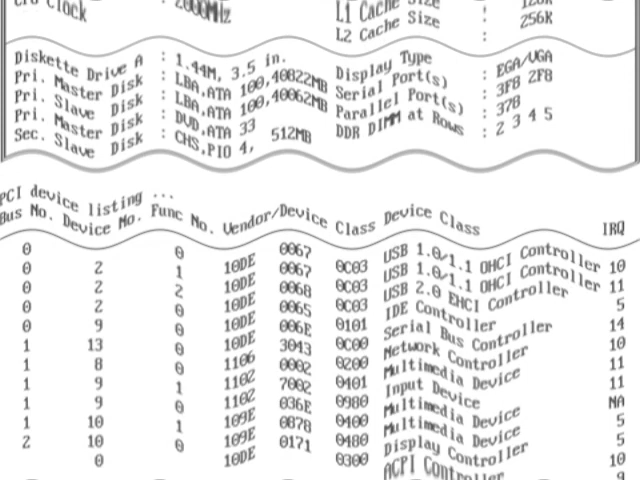 CPU Clock : 2000MHz L1 Cache Size : 128K
L2 Cache Size : 256K
Diskette Drive A : 1.44M, 3.5 in. Display Type : EGA/VGA
Pri. Master Disk : LBA,ATA 100,40822MB Serial Port(s) : 3F8 2F8
Pri. Slave Disk : LBA,ATA 100,40062MB Parallel Port(s) : 378
Pri. Master Disk : DVD,ATA 33 DDR DIMM at Rows : 2 3 4 5
Sec. Slave Disk : CHS,PIO 4, 512MB
PCI device listing ...
Bus No. Device No. Func No. Vendor/Device Class Device Class IRQ
0 2 0 10DE 0067 0C03 USB 1.0/1.1 OHCI Controller 10
0 2 1 10DE 0067 0C03 USB 1.0/1.1 OHCI Controller 11
0 2 2 10DE 0068 0C03 USB 2.0 EHCI Controller 5
0 9 0 10DE 0065 0101 IDE Controller 14
0 13 0 10DE 006E 0C00 Serial Bus Controller 10
1 8 0 1106 3043 0200 Network Controller 11
1 9 0 1102 0002 0401 Multimedia Device 11
1 9 1 1102 7002 0980 Input Device NA
1 10 0 109E 036E 0400 Multimedia Device 5
1 10 0 109E 0878 0480 Multimedia Device 5
2 0 0 10DE 0171 0300 Display Controller 10
ACPI Controller 9